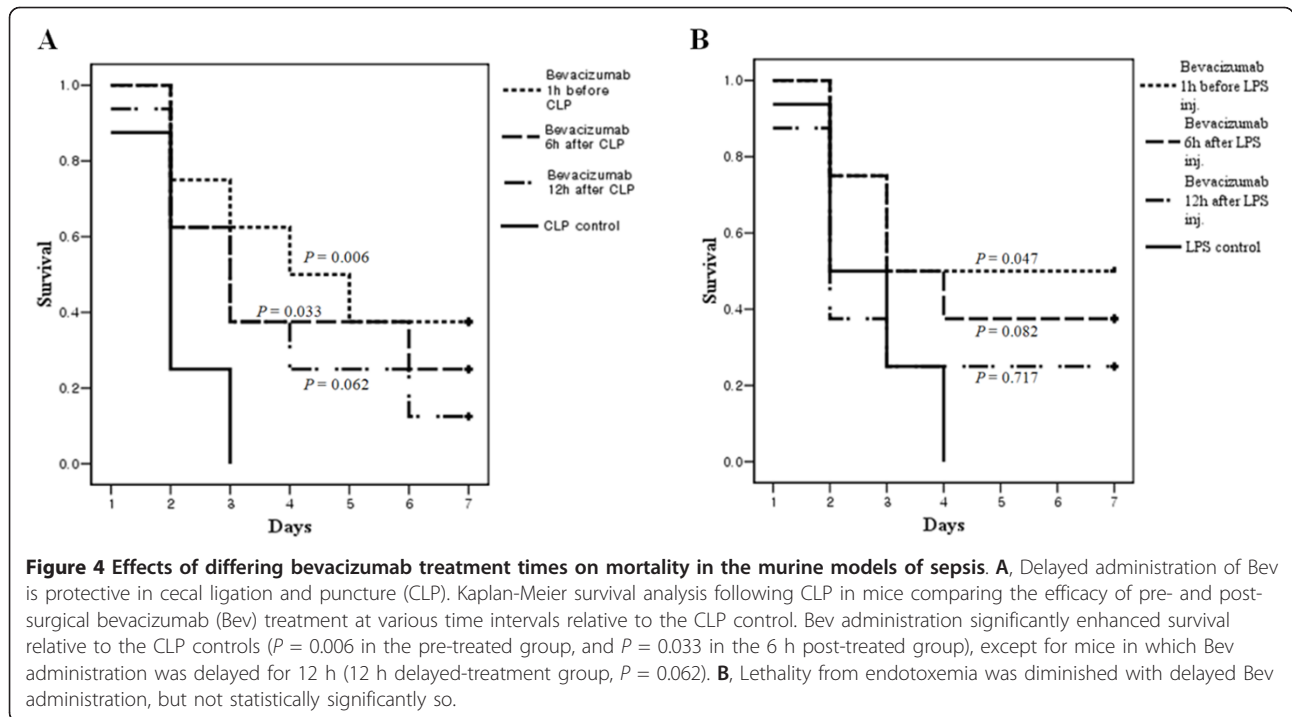 A
1.0
0.8
0.6
0.4
0.2
0.0
Survival
1 2 3 4 5 6 7
Days
P = 0.006
P = 0.033
P = 0.062
Bevacizumab
1h before
CLP
Bevacizumab
6h after CLP
Bevacizumab
12h after CLP
CLP control
B
1.0
0.8
0.6
0.4
0.2
0.0
Survival
1 2 3 4 5 6 7
Days
P = 0.047
P = 0.082
P = 0.717
Bevacizumab
1h before LPS
inj.
Bevacizumab
6h after LPS
inj.
Bevacizumab
12h after LPS
inj.
LPS control
Figure 4 Effects of differing bevacizumab treatment times on mortality in the murine models of sepsis. A, Delayed administration of Bev
is protective in cecal ligation and puncture (CLP). Kaplan-Meier survival analysis following CLP in mice comparing the efficacy of pre- and post-
surgical bevacizumab (Bev) treatment at various time intervals relative to the CLP control. Bev administration significantly enhanced survival
relative to the CLP controls (P = 0.006 in the pre-treated group, and P = 0.033 in the 6 h post-treated group), except for mice in which Bev
administration was delayed for 12 h (12 h delayed-treatment group, P = 0.062). B, Lethality from endotoxemia was diminished with delayed Bev
administration, but not statistically significantly so.